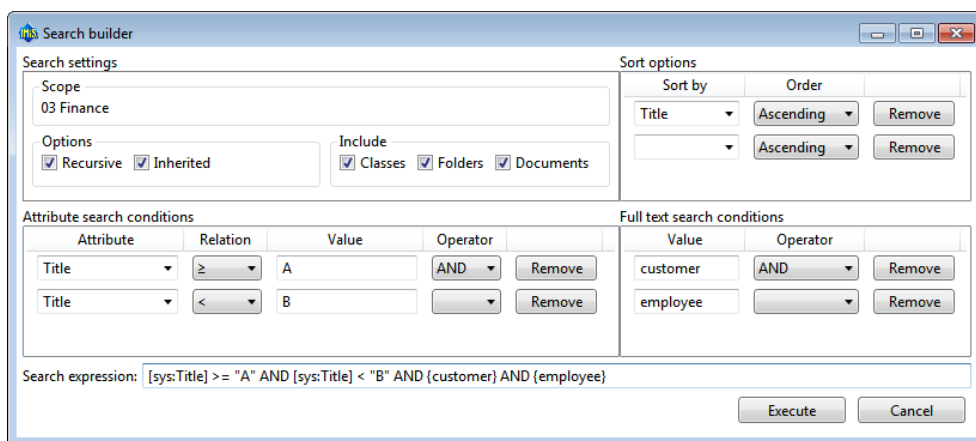 IMiS Search builder
Search settings
Scope
03 Finance
Options
Recursive Inherited
Include
Classes Folders Documents
Sort options
Sort by Order
Title Ascending Remove
Ascending Remove
Attribute search conditions
Attribute Relation Value Operator
Title ≥ A AND Remove
Title < B Remove
Full text search conditions
Value Operator
customer AND Remove
employee Remove
Search expression: [sys:Title] >= "A" AND [sys:Title] < "B" AND {customer} AND {employee}
Execute Cancel